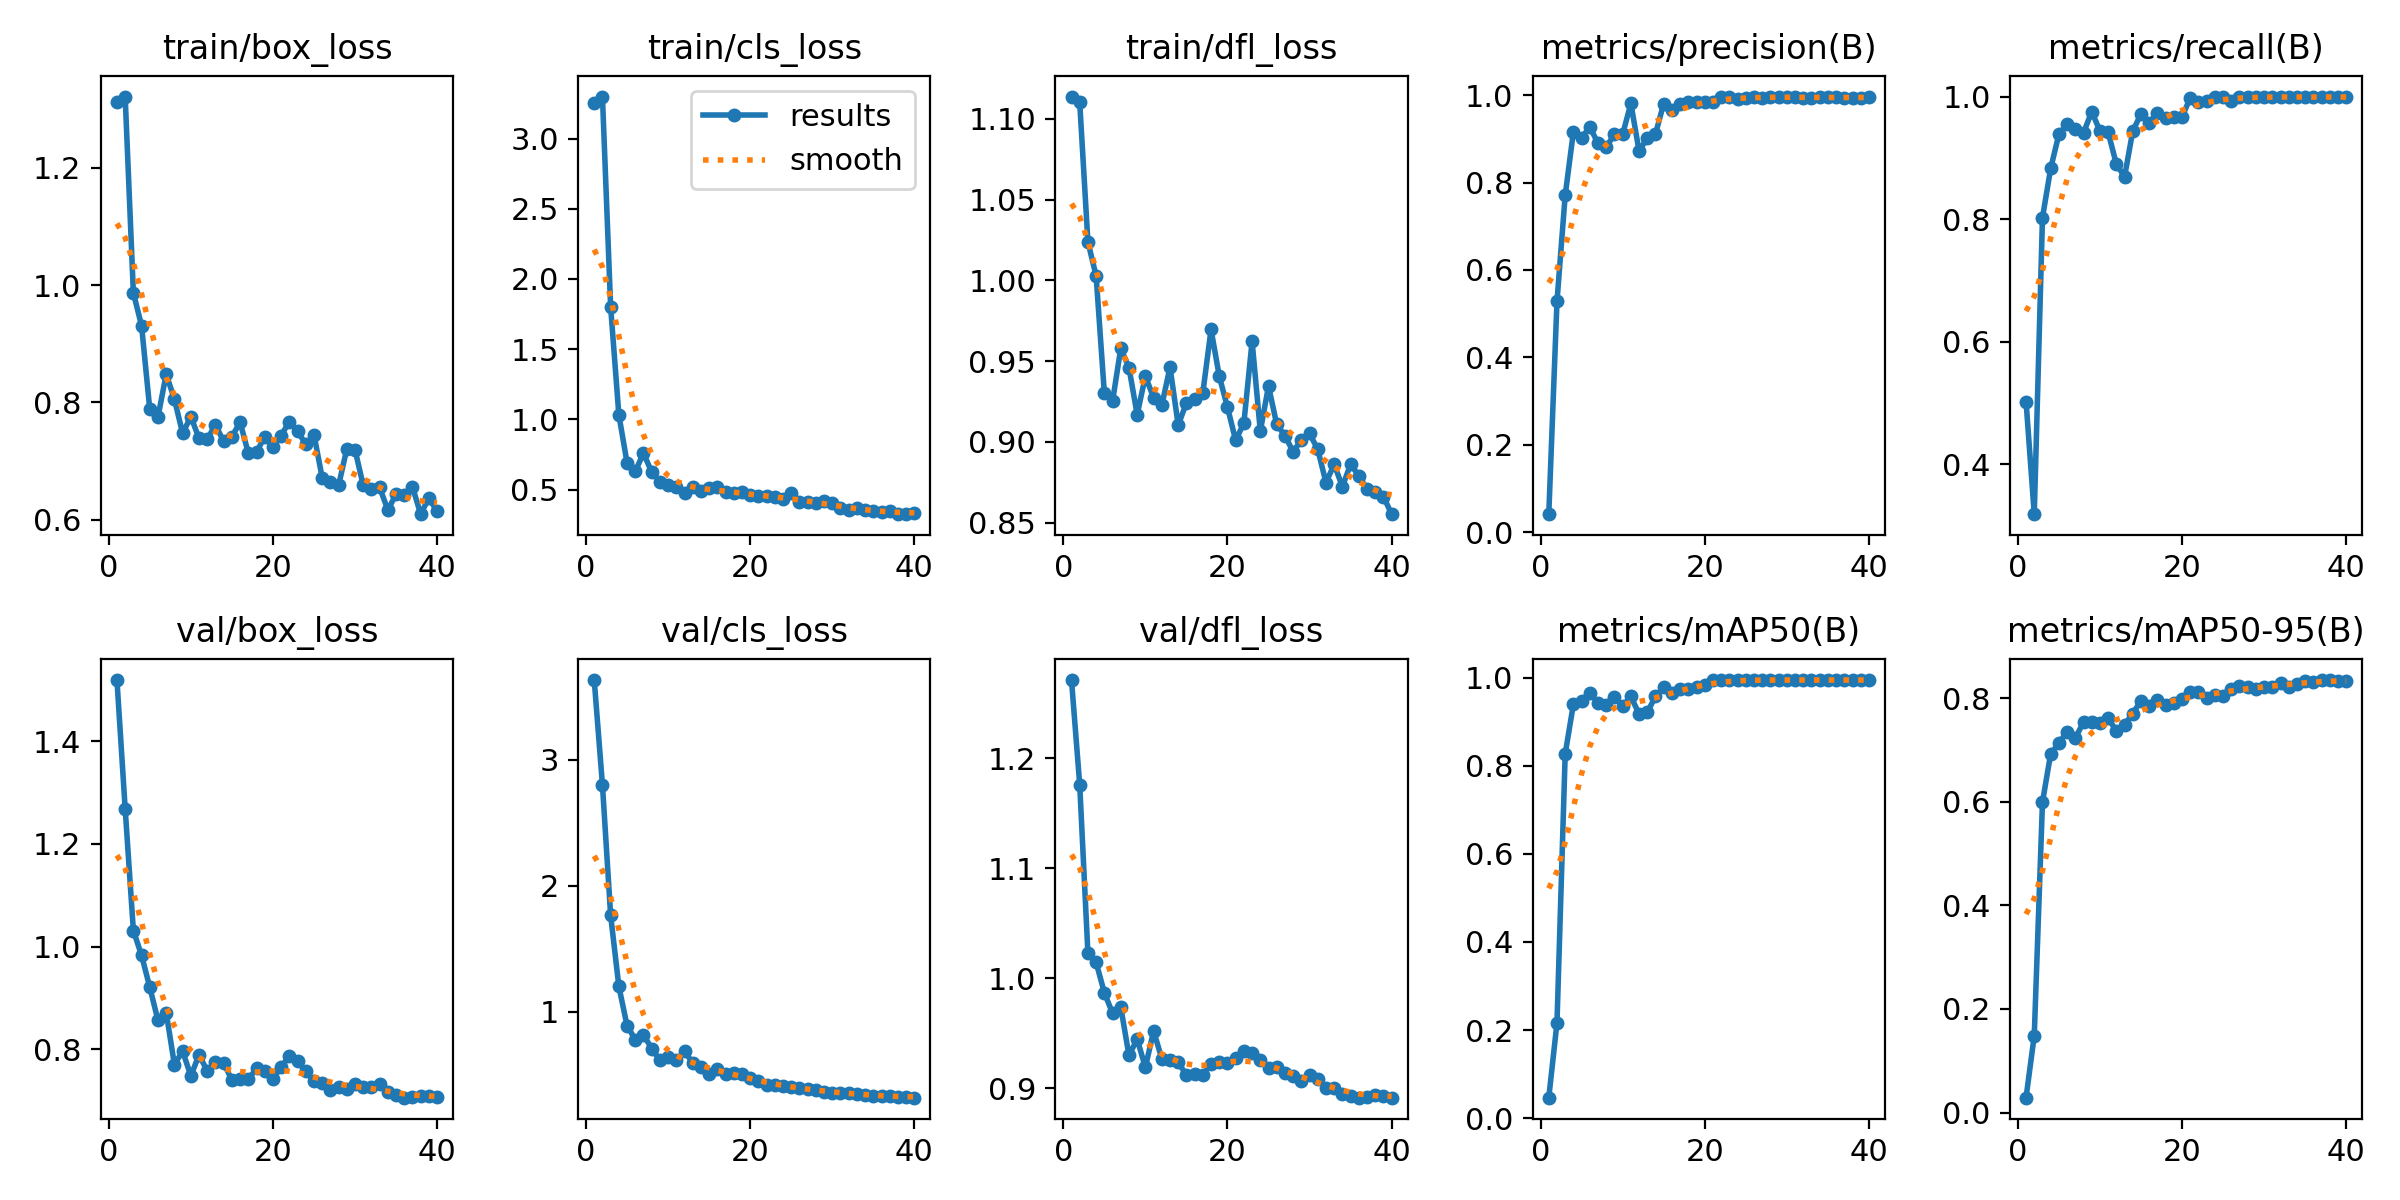 train/box_loss
1.2
1.0
0.8
0.6
0 20 40
train/cls_loss
results
smooth
3.0
2.5
2.0
1.5
1.0
0.5
0 20 40
train/dfl_loss
1.10
1.05
1.00
0.95
0.90
0.85
0 20 40
metrics/precision(B)
1.0
0.8
0.6
0.4
0.2
0.0
0 20 40
metrics/recall(B)
1.0
0.8
0.6
0.4
0 20 40
val/box_loss
1.4
1.2
1.0
0.8
0 20 40
val/cls_loss
3
2
1
0 20 40
val/dfl_loss
1.2
1.1
1.0
0.9
0 20 40
metrics/mAP50(B)
1.0
0.8
0.6
0.4
0.2
0.0
0 20 40
metrics/mAP50-95(B)
0.8
0.6
0.4
0.2
0.0
0 20 40